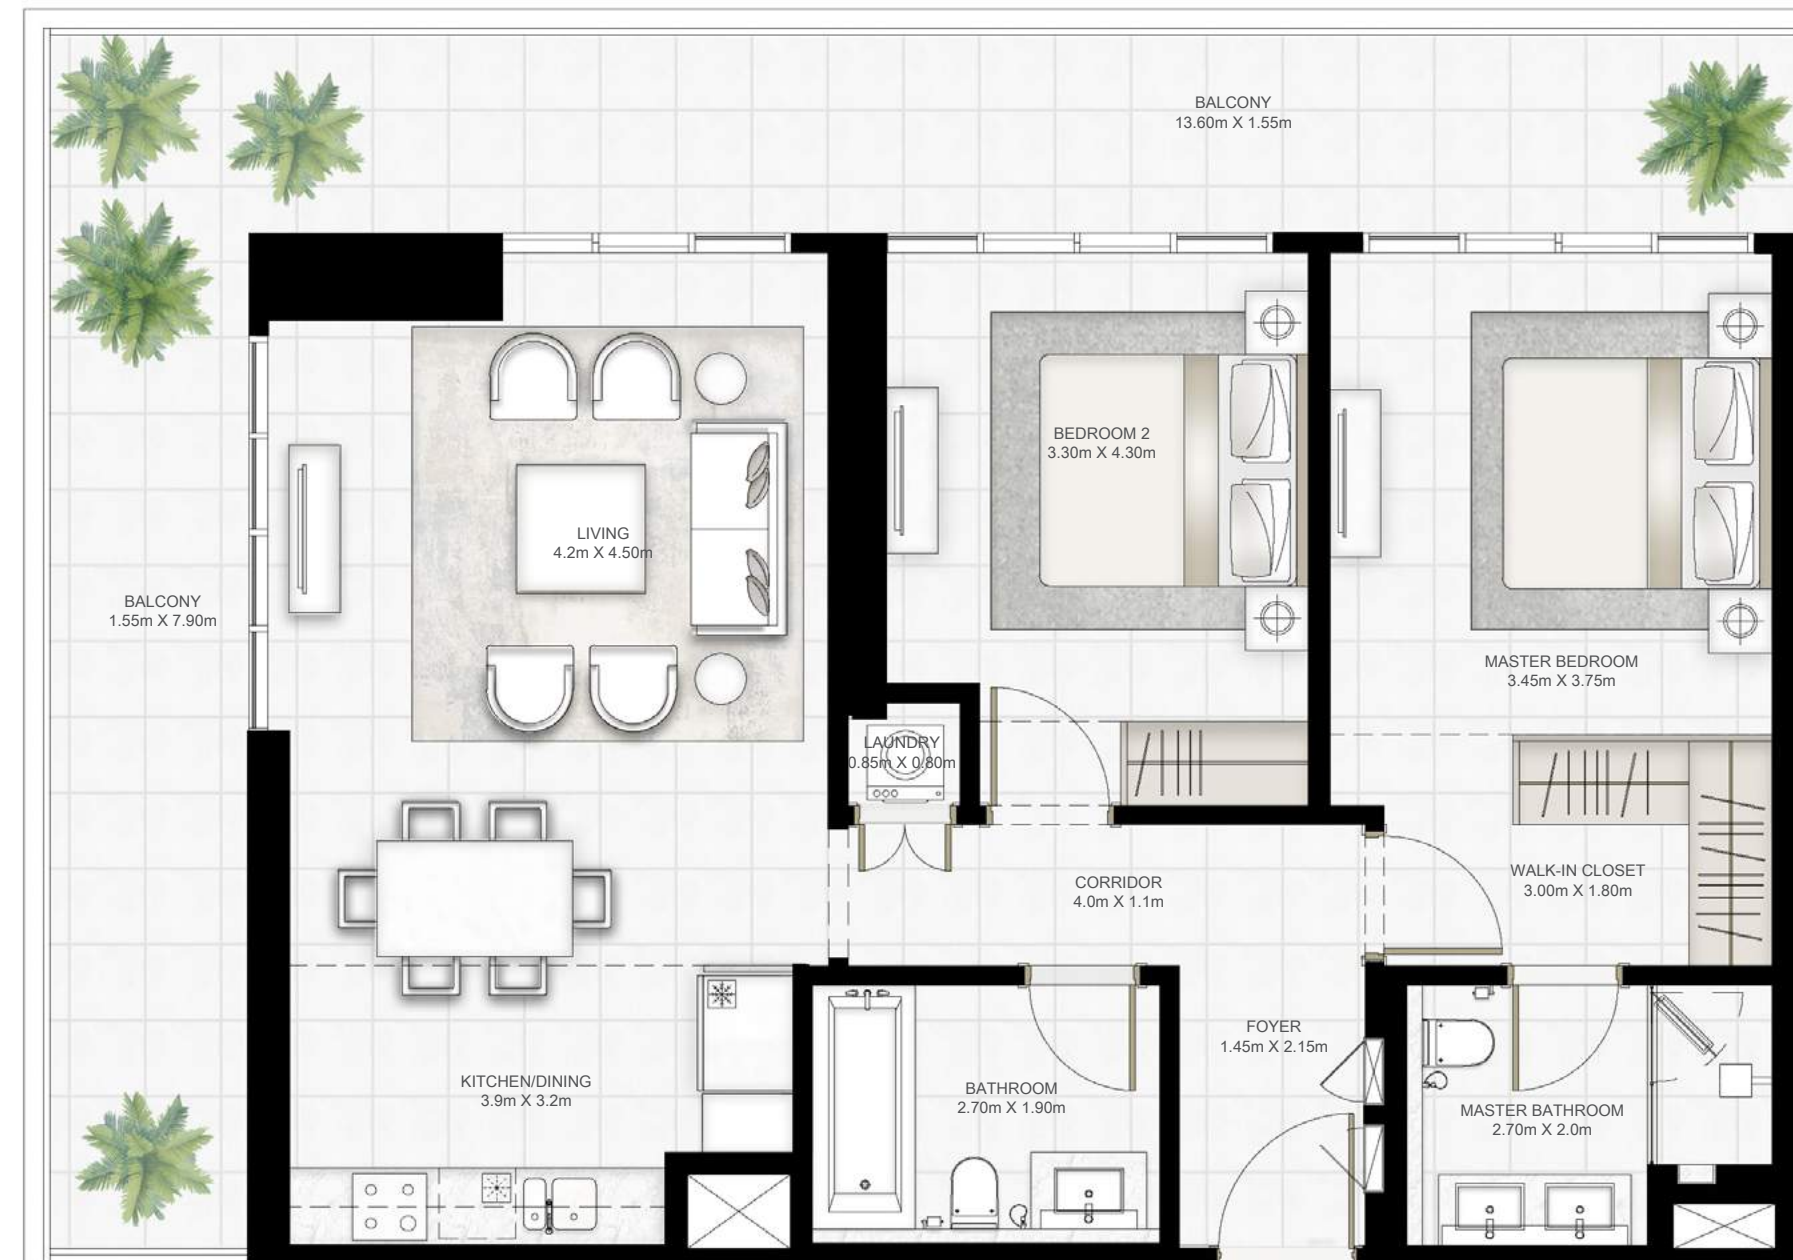 BALCONY
13.60m X 1.55m
BEDROOM 2
3.30m X 4.30m
LIVING
4.2m X 4.50m
BALCONY
1.55m X 7.90m
MASTER BEDROOM
3.45m X 3.75m
LAUNDRY
0.85m X 0.80m
WALK-IN CLOSET
3.00m X 1.80m
CORRIDOR
4.0m X 1.1m
FOYER
1.45m X 2.15m
KITCHEN/DINING
3.9m X 3.2m
BATHROOM
2.70m X 1.90m
MASTER BATHROOM
2.70m X 2.0m